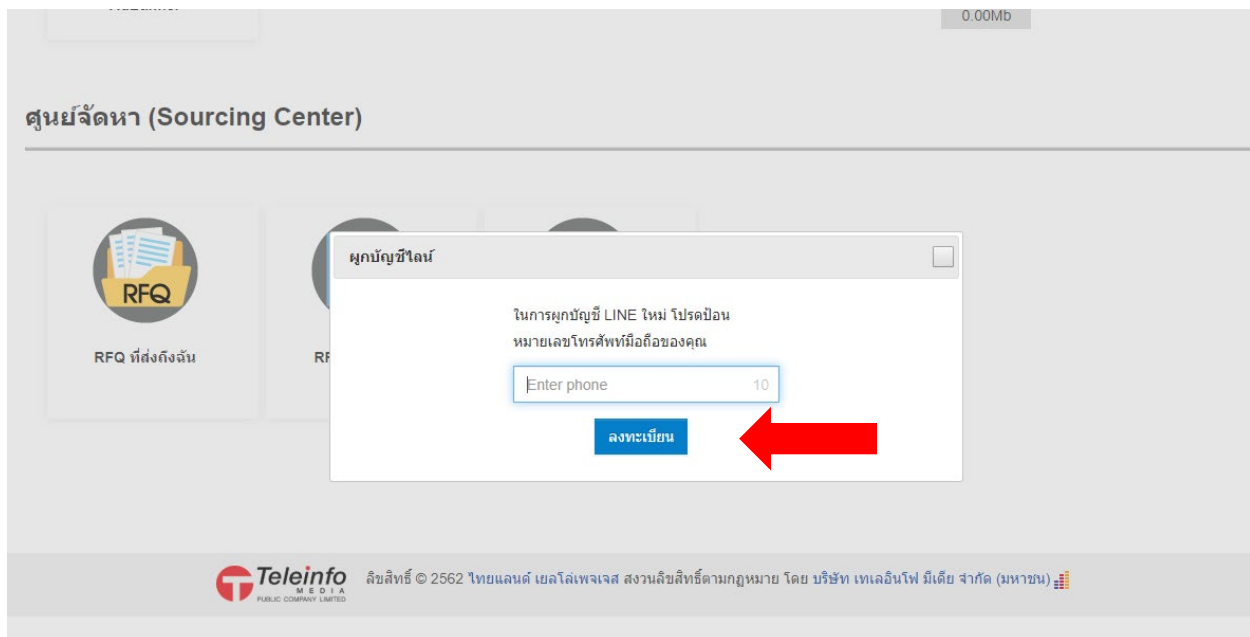 0.00Mb
ศูนย์จัดหา (Sourcing Center)
RFQ
RFQ ที่ส่งถึงฉัน
RF
ผูกบัญชีไลน์
ในการผูกบัญชี LINE ใหม่ โปรดป้อน
หมายเลขโทรศัพท์มือถือของคุณ
Enter phone 10
ลงทะเบียน
Teleinfo
MEDIA
PUBLIC COMPANY LIMITED
ลิขสิทธิ์ © 2562 ไทยแลนด์ เยลโล่เพจเจส สงวนลิขสิทธิ์ตามกฏหมาย โดย บริษัท เทเลอินโฟ มีเดีย จำกัด (มหาชน)